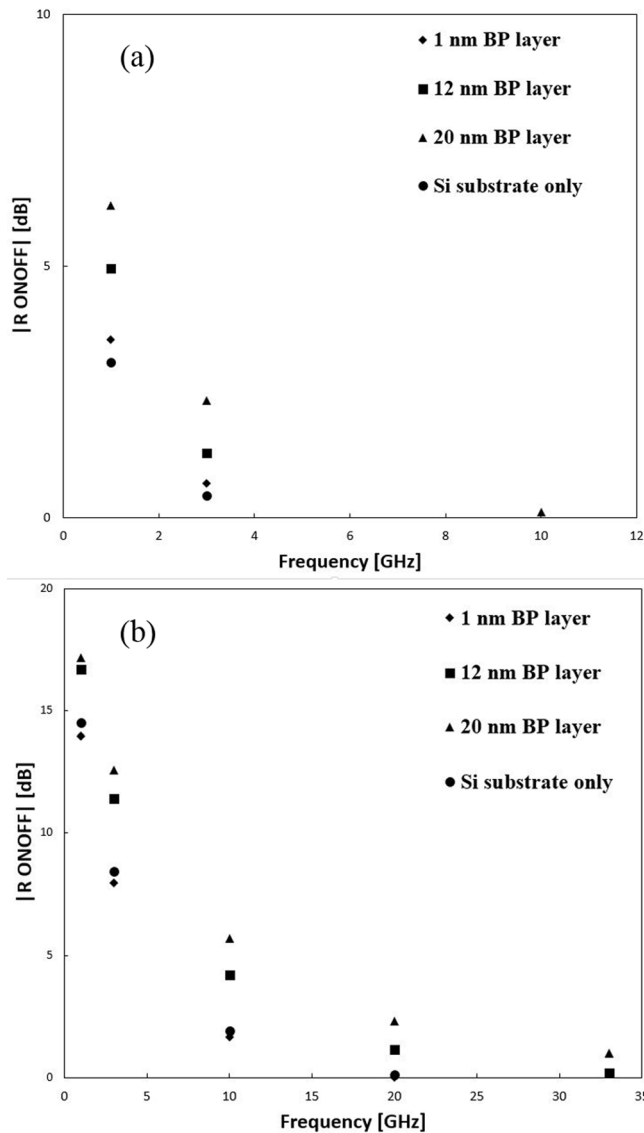 (a)
1 nm BP layer
12 nm BP layer
20 nm BP layer
Si substrate only
|R ONOFF| [dB]
10
5
0
0 2 4 6 8 10 12
Frequency [GHz]
(b)
1 nm BP layer
12 nm BP layer
20 nm BP layer
Si substrate only
|R ONOFF| [dB]
20
15
10
5
0
0 5 10 15 20 25 30 35
Frequency [GHz]